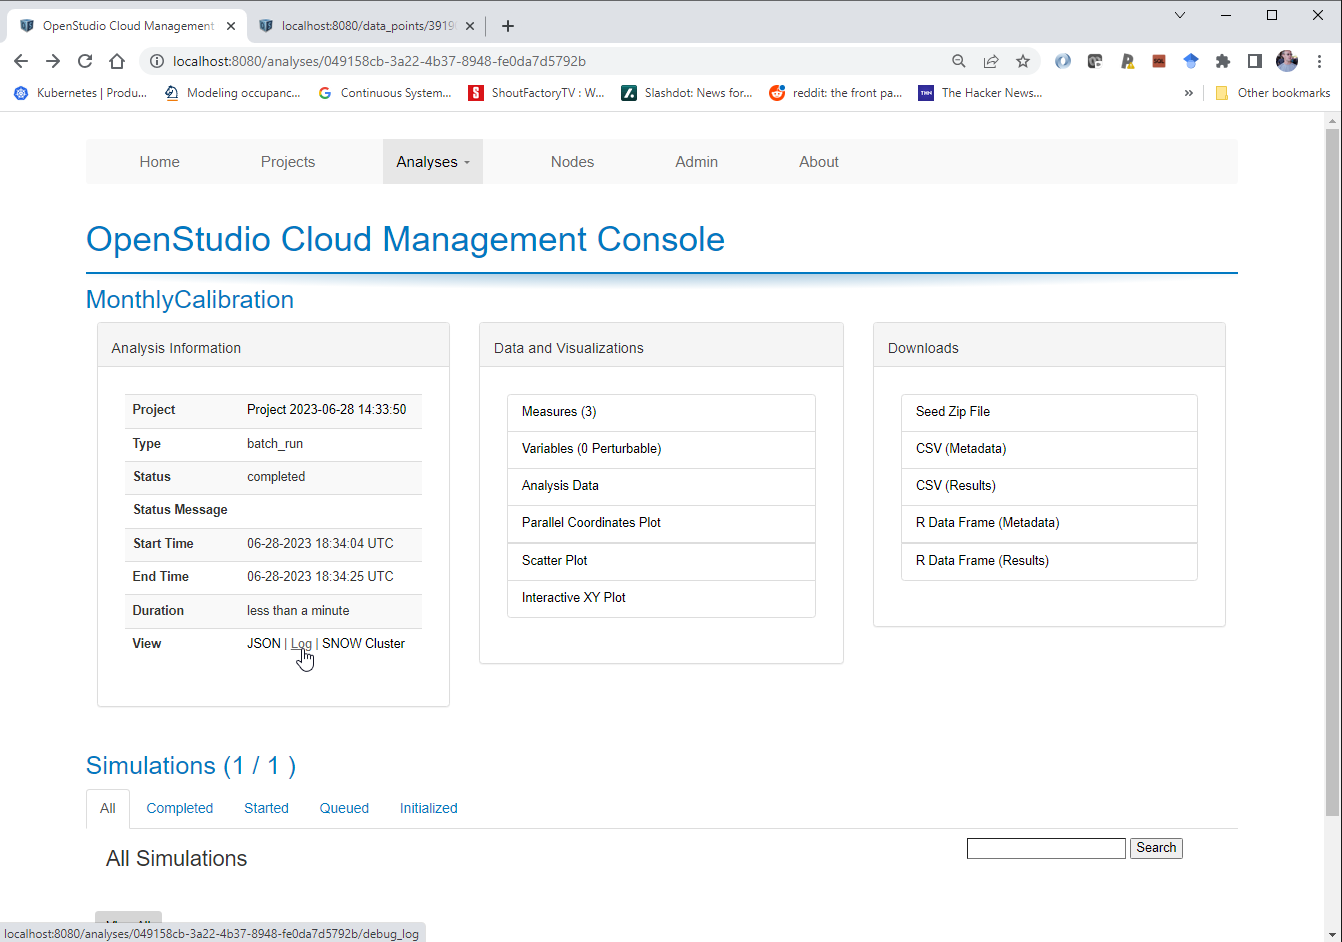 OpenStudio Cloud Management
localhost:8080/data_points/3919
localhost:8080/analyses/049158cb-3a22-4b37-8948-fe0da7d5792b
Kubernetes | Produ...
Modeling occupanc...
Continuous System...
ShoutFactoryTV : W...
Slashdot: News for...
reddit: the front pa...
The Hacker News...
Other bookmarks
Home Projects Analyses Nodes Admin About
OpenStudio Cloud Management Console
MonthlyCalibration
Analysis Information
Project Project 2023-06-28 14:33:50
Type batch_run
Status completed
Status Message
Start Time 06-28-2023 18:34:04 UTC
End Time 06-28-2023 18:34:25 UTC
Duration less than a minute
View JSON | Log | SNOW Cluster
Data and Visualizations
Measures (3)
Variables (0 Perturbable)
Analysis Data
Parallel Coordinates Plot
Scatter Plot
Interactive XY Plot
Downloads
Seed Zip File
CSV (Metadata)
CSV (Results)
R Data Frame (Metadata)
R Data Frame (Results)
Simulations (1 / 1 )
All Completed Started Queued Initialized
All Simulations
Search
localhost:8080/analyses/049158cb-3a22-4b37-8948-fe0da7d5792b/debug_log